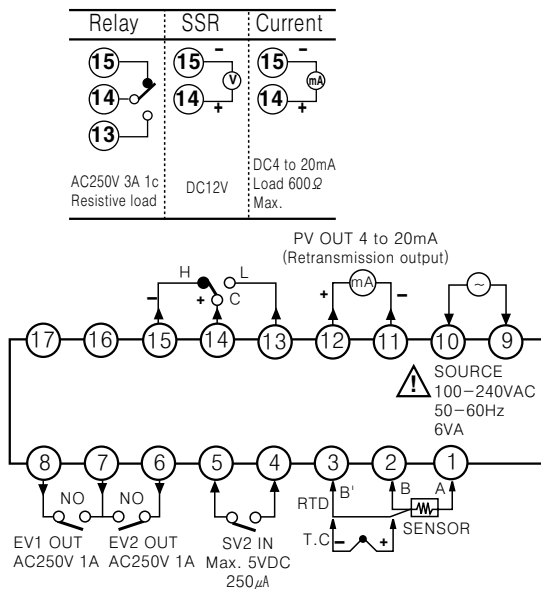 Relay SSR Current
15 15 - 15 -
14 V mA
14 + 14 +
13
AC250V 3A 1c
Resistive load
DC12V
DC4 to 20mA
Load 600Ω
Max.
PV OUT 4 to 20mA
(Retransmission output)
H L mA ~
- + C + -
17 16 15 14 13 12 11 10 9
! SOURCE
100-240VAC
50-60Hz
6VA
8 7 6 5 4 3 2 1
NO NO RTD B' B A
SENSOR
T.C - +
EV1 OUT
AC250V 1A
EV2 OUT
AC250V 1A
SV2 IN
Max. 5VDC
250μA